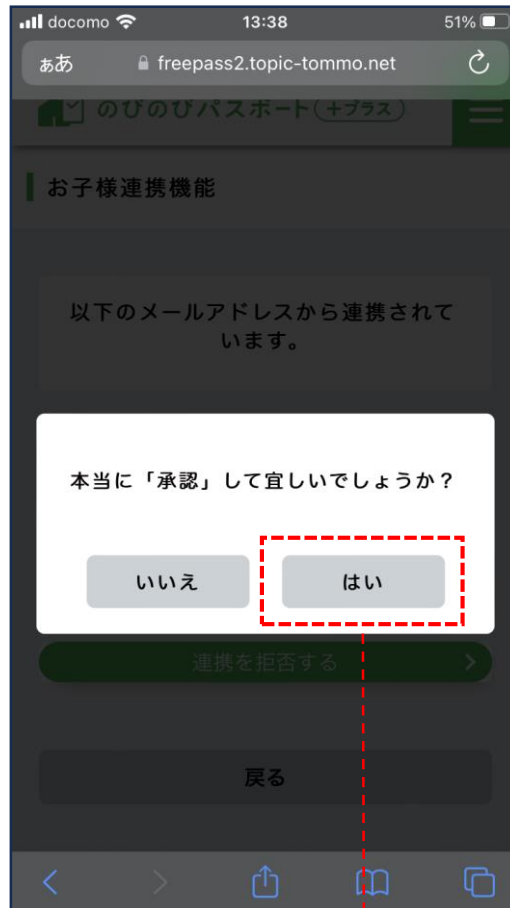 docomo 13:38 51%
ぁあ freepass2.topic-tommo.net
のびのびパスポート（＋プラス）
お子様連携機能
以下のメールアドレスから連携されて
います。
本当に「承認」して宜しいでしょうか？
いいえ はい
連携を拒否する
戻る